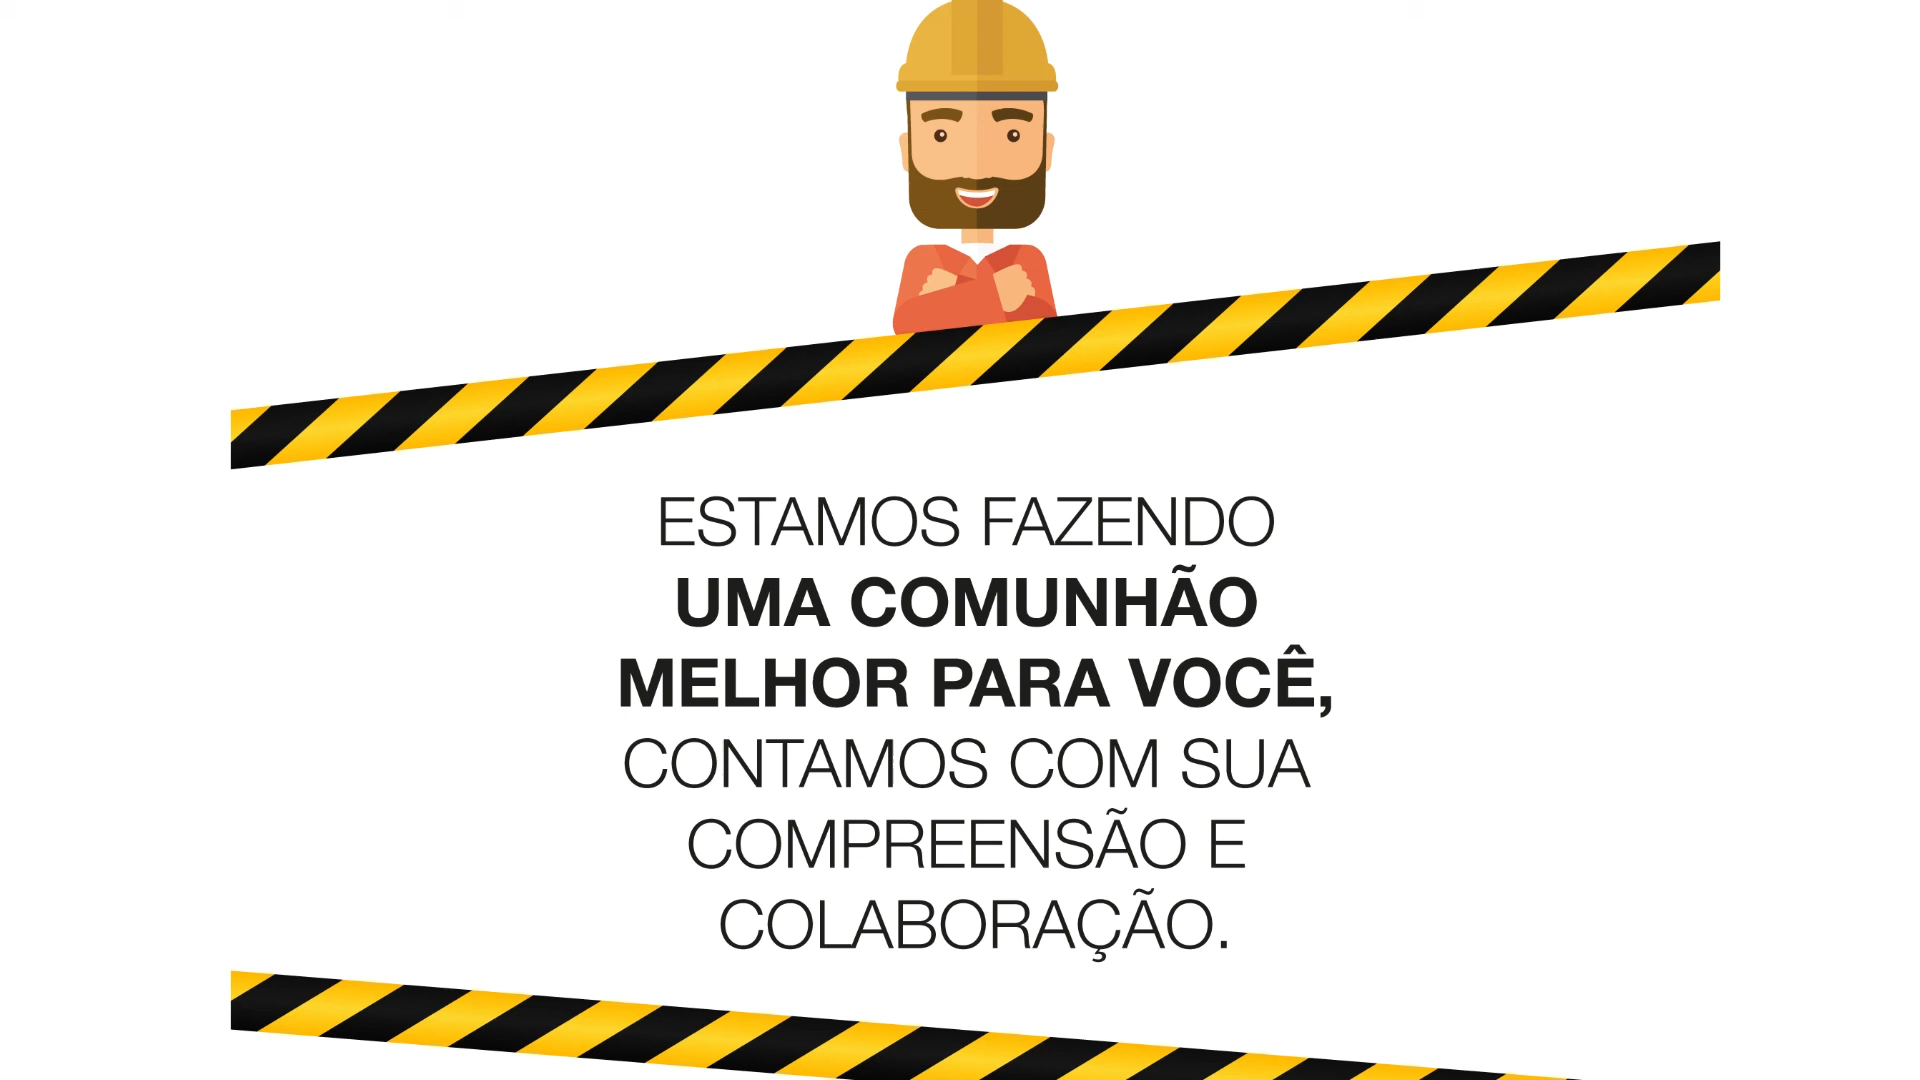 ESTAMOS FAZENDO
UMA COMUNHÃO
MELHOR PARA VOCÊ,
CONTAMOS COM SUA
COMPREENSÃO E
COLABORAÇÃO.